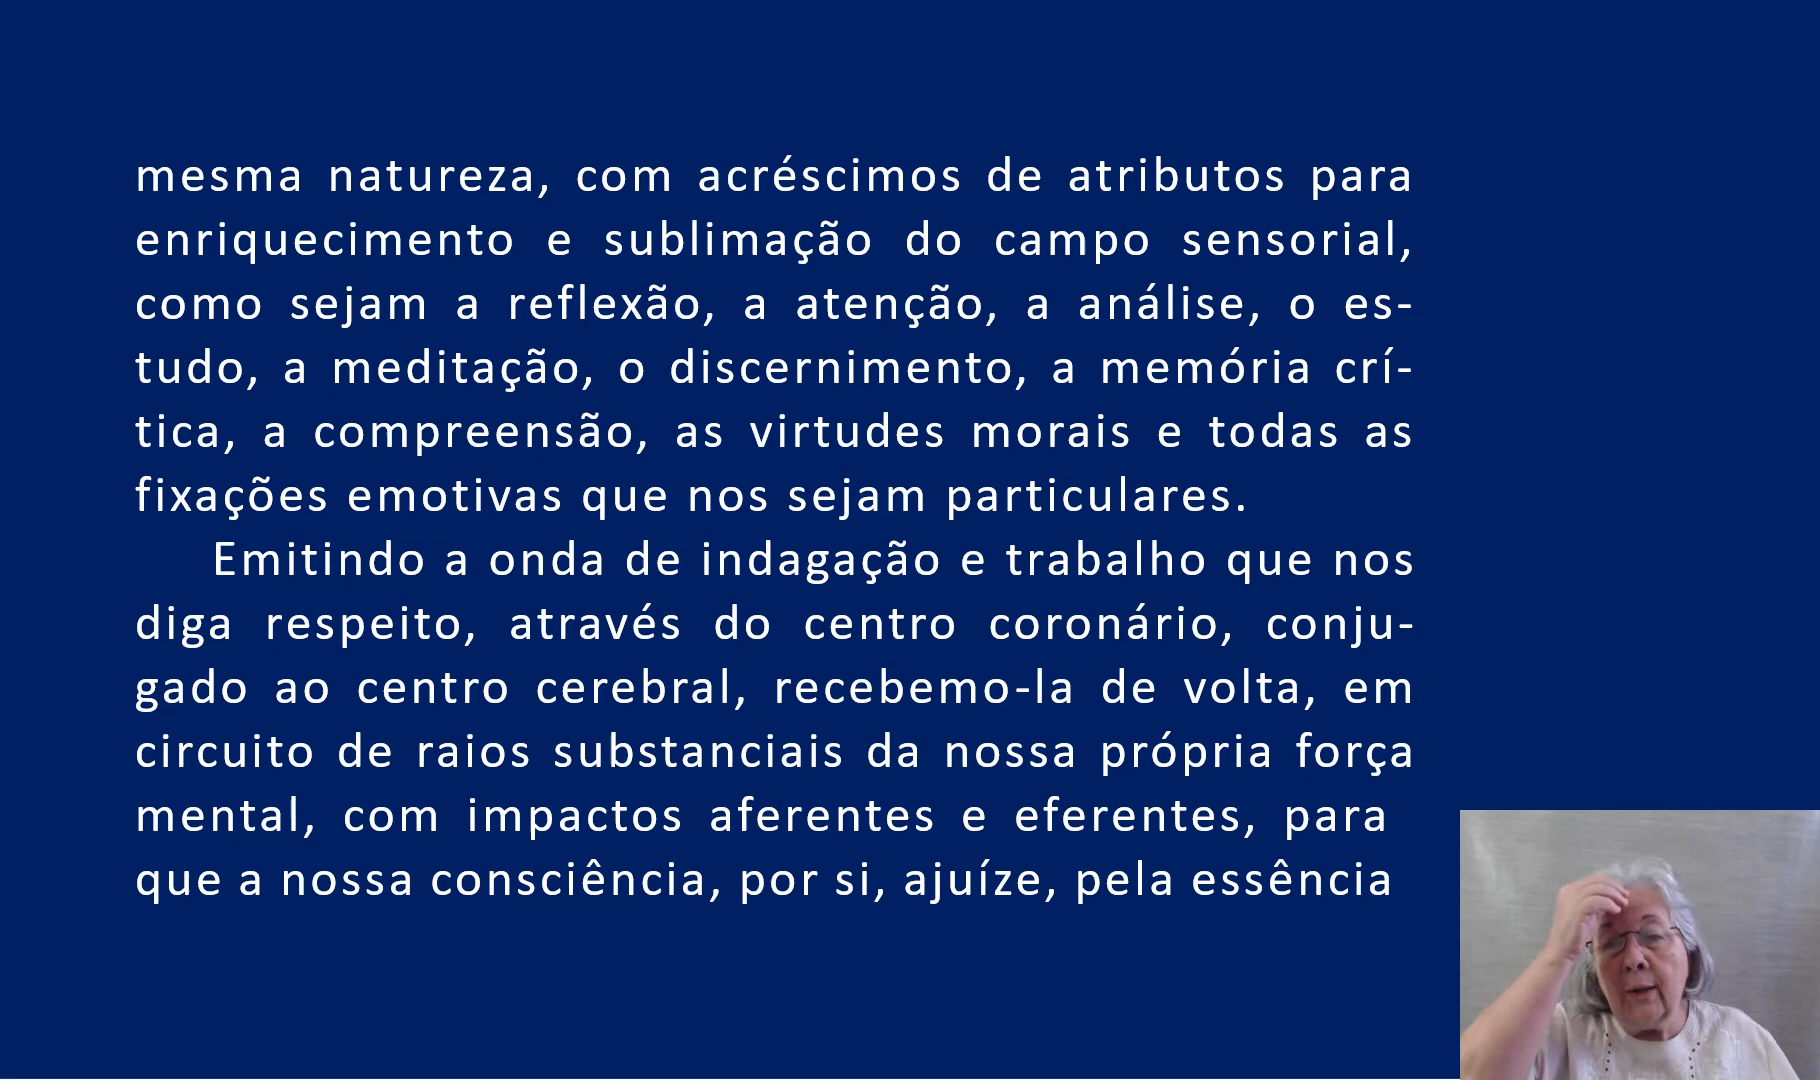 mesma natureza, com acréscimos de atributos para
enriquecimento e sublimação do campo sensorial,
como sejam a reflexão, a atenção, a análise, o es-
tudo, a meditação, o discernimento, a memória crí-
tica, a compreensão, as virtudes morais e todas as
fixações emotivas que nos sejam particulares.
Emitindo a onda de indagação e trabalho que nos
diga respeito, através do centro coronário, conju-
gado ao centro cerebral, recebemo-la de volta, em
circuito de raios substanciais da nossa própria força
mental, com impactos aferentes e eferentes, para
que a nossa consciência, por si, ajuíze, pela essência